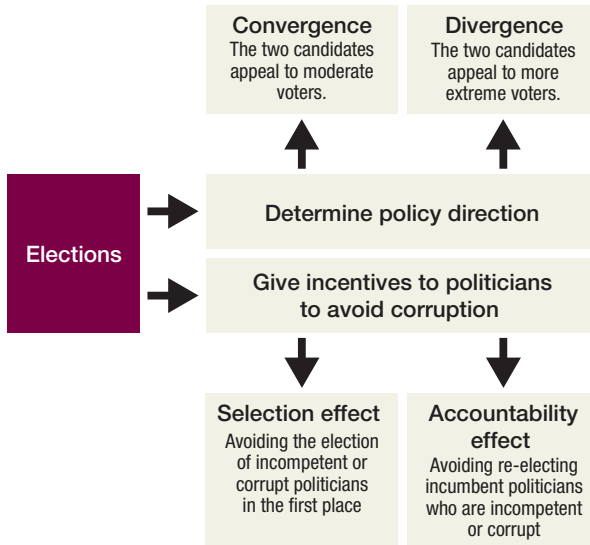 Convergence
The two candidates
appeal to moderate
voters.
Divergence
The two candidates
appeal to more
extreme voters.
Elections
Determine policy direction
Give incentives to politicians
to avoid corruption
Selection effect
Avoiding the election
of incompetent or
corrupt politicians
in the first place
Accountability
effect
Avoiding re-electing
incumbent politicians
who are incompetent
or corrupt